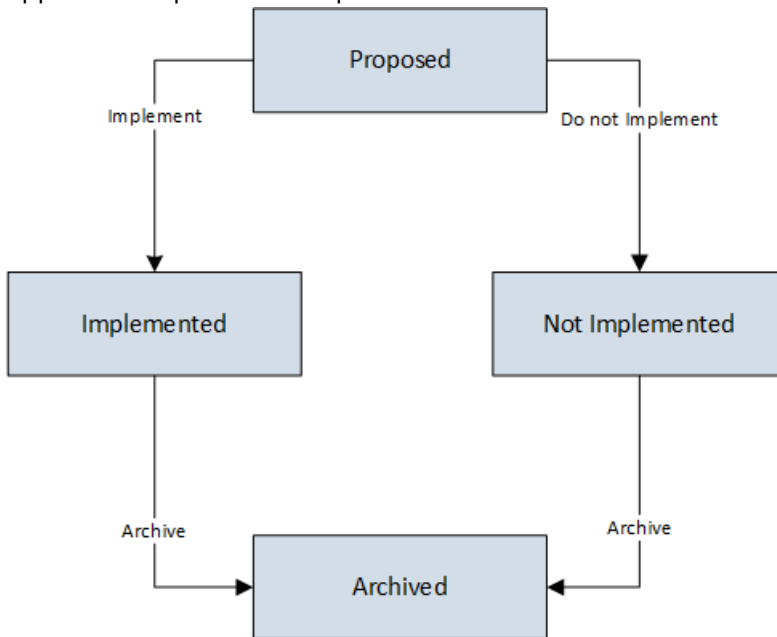 Proposed
Implement
Do not Implement
Implemented
Not Implemented
Archive
Archive
Archived